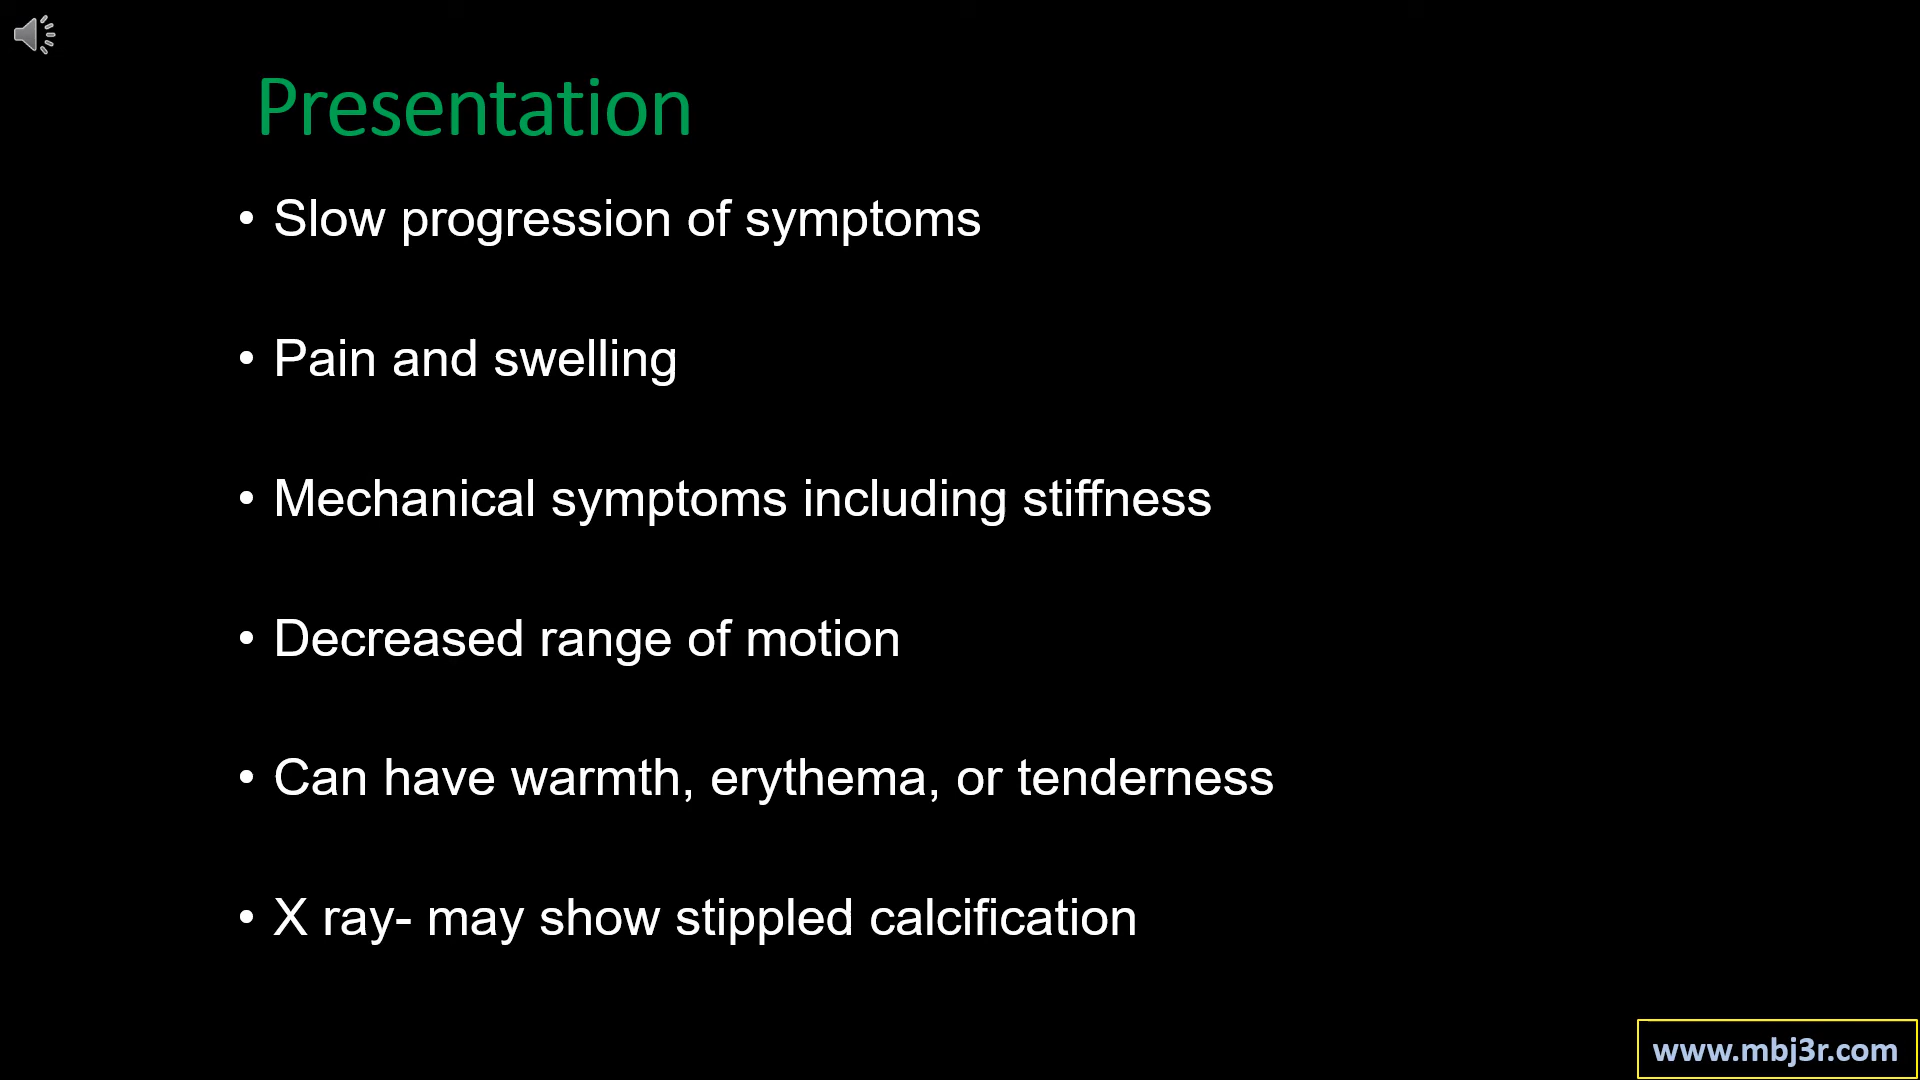 Presentation
• Slow progression of symptoms
• Pain and swelling
• Mechanical symptoms including stiffness
• Decreased range of motion
• Can have warmth, erythema, or tenderness
• X ray- may show stippled calcification
www.mbj3r.com